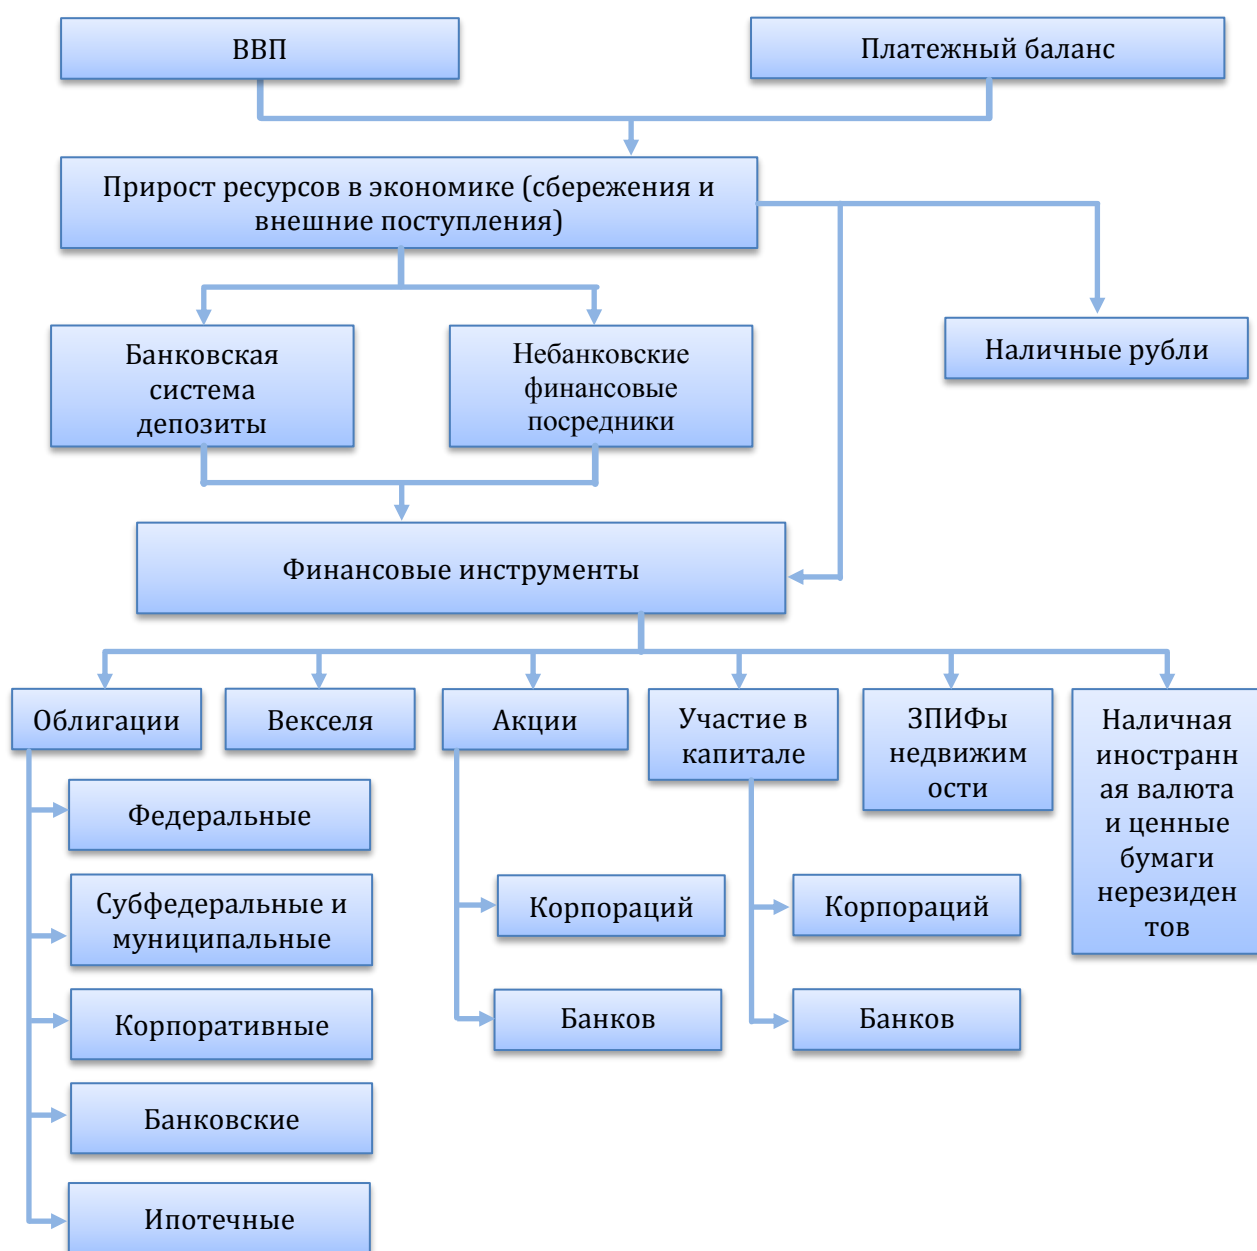 ВВП
Платежный баланс
Прирост ресурсов в экономике (сбережения и
внешние поступления)
Банковская
система
депозиты
Небанковские
финансовые
посредники
Наличные рубли
Финансовые инструменты
Облигации
Векселя
Акции
Участие в
капитале
ЗПИФы
недвижим
ости
Наличная
иностранн
ая валюта
и ценные
бумаги
нерезиден
тов
Федеральные
Субфедеральные и
муниципальные
Корпоративные
Банковские
Ипотечные
Корпораций
Банков
Корпораций
Банков